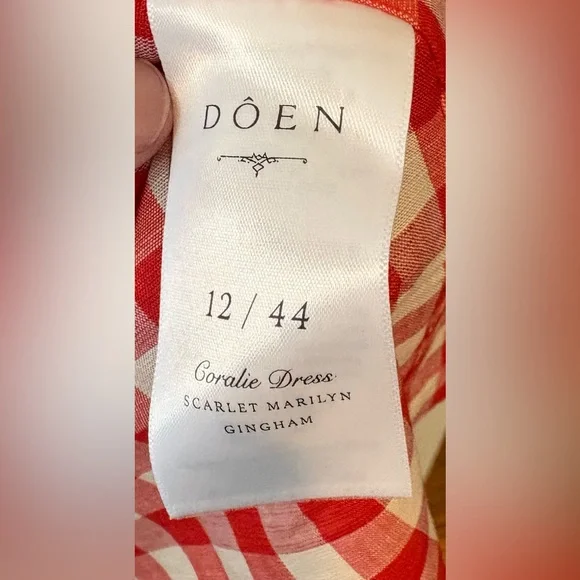 DÔEN
12 / 44
Coralie Dress
SCARLET MARILYN
GINGHAM